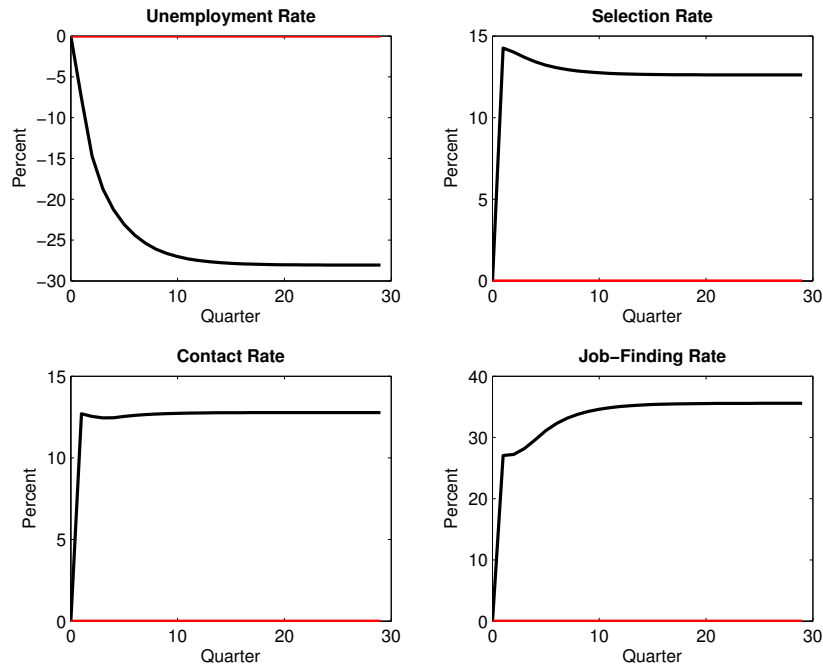 Unemployment Rate
0
−5
−10
−15
−20
−25
−30
Percent
0 10 20 30
Quarter
Selection Rate
15
10
5
0
Percent
0 10 20 30
Quarter
Contact Rate
15
10
5
0
Percent
0 10 20 30
Quarter
Job−Finding Rate
40
30
20
10
0
Percent
0 10 20 30
Quarter